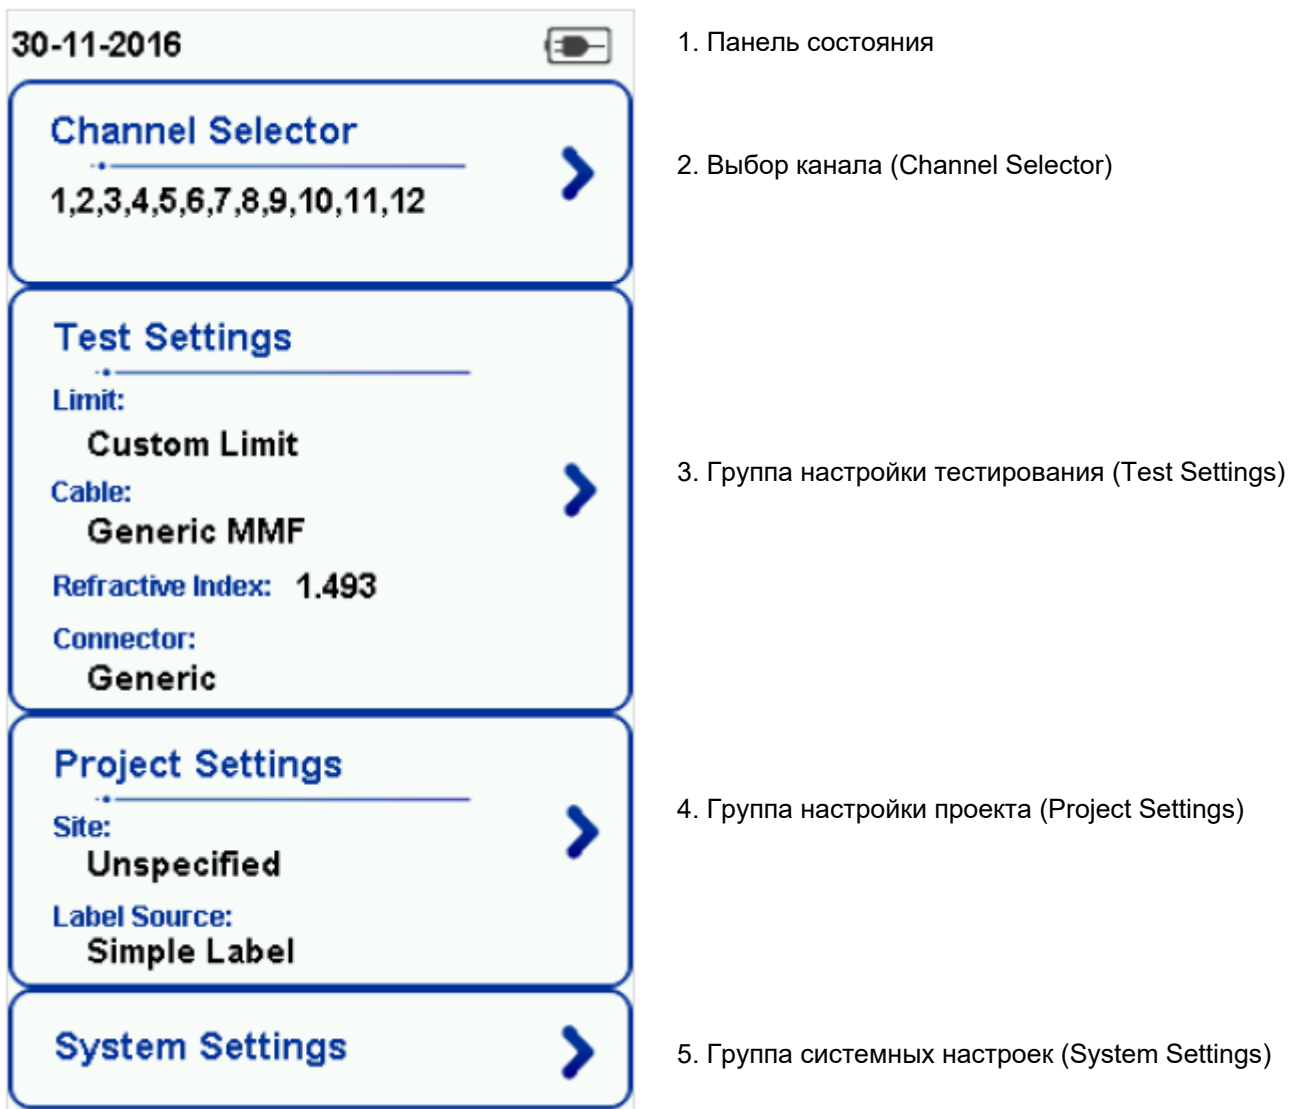 30-11-2016
1. Панель состояния
Channel Selector
1,2,3,4,5,6,7,8,9,10,11,12
2. Выбор канала (Channel Selector)
Test Settings
Limit:
Custom Limit
Cable:
Generic MMF
Refractive Index: 1.493
Connector:
Generic
3. Группа настройки тестирования (Test Settings)
Project Settings
Site:
Unspecified
Label Source:
Simple Label
4. Группа настройки проекта (Project Settings)
System Settings
5. Группа системных настроек (System Settings)